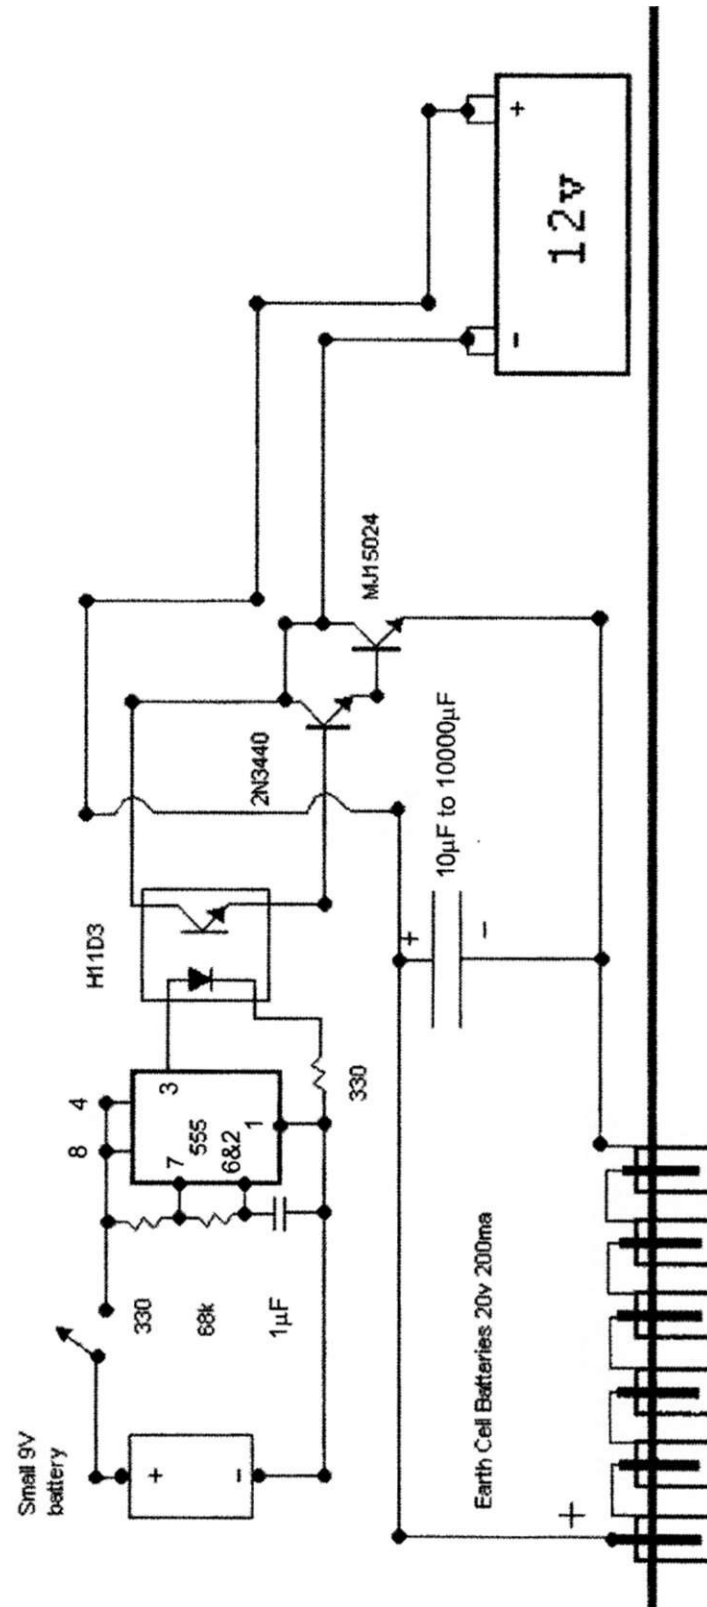 Small 9V
battery
+
−
330
68k
1µF
8
4
7
6&2
555
3
1
330
H11D3
2N3440
MJ15024
+
−
10µF to 10000µF
Earth Cell Batteries 20v 200ma
+
−
12v
+